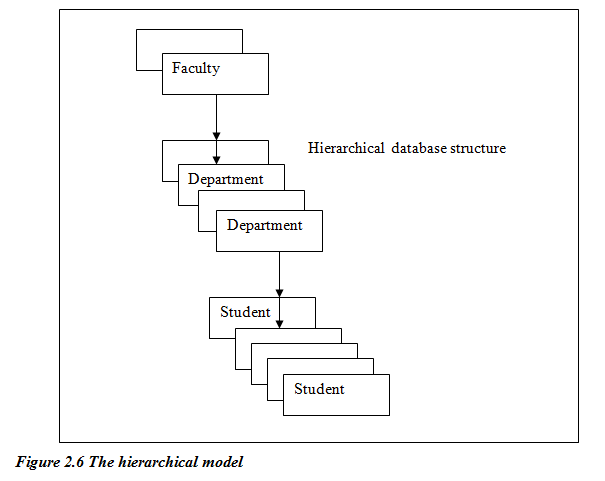 Faculty
Hierarchical database structure
Department
Department
Student
Student
Figure 2.6 The hierarchical model